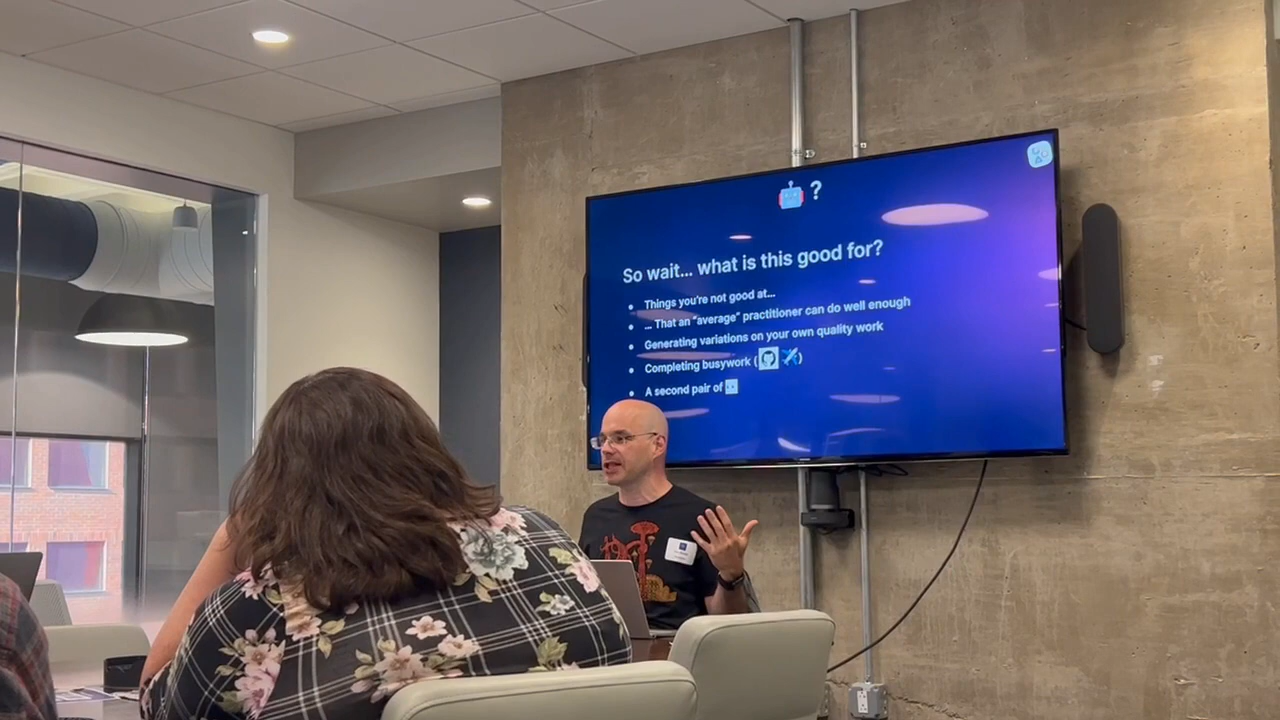 ?
So wait... what is this good for?
Things you're not good at...
... That an "average" practitioner can do well enough
Generating variations on your own quality work
Completing busywork ( )
A second pair of